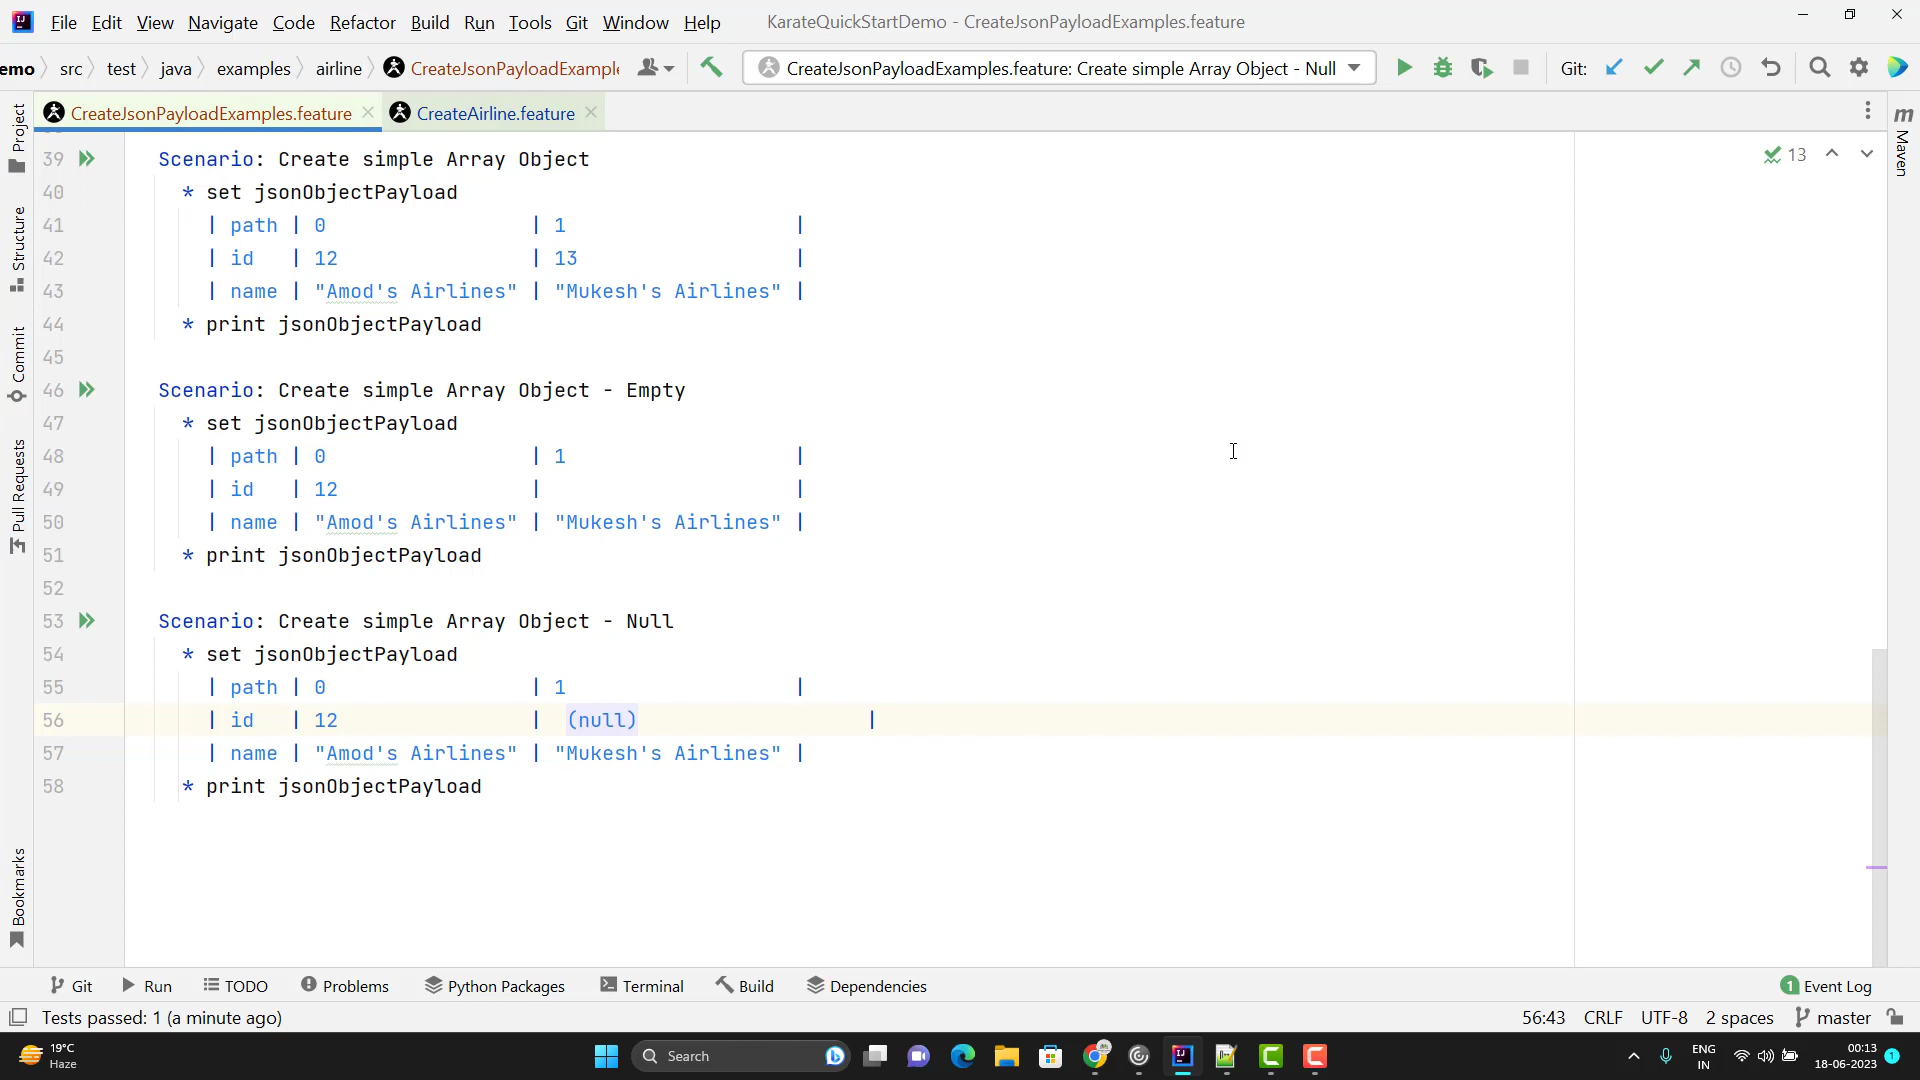 File Edit View Navigate Code Refactor Build Run Tools Git Window Help KarateQuickStartDemo - CreateJsonPayloadExamples.feature
emo src test java examples airline CreateJsonPayloadExample CreateJsonPayloadExamples.feature: Create simple Array Object - Null Git:
CreateJsonPayloadExamples.feature CreateAirline.feature
39 Scenario: Create simple Array Object
40 * set jsonObjectPayload
41 | path | 0 | 1 |
42 | id | 12 | 13 |
43 | name | "Amod's Airlines" | "Mukesh's Airlines" |
44 * print jsonObjectPayload
45
46 Scenario: Create simple Array Object - Empty
47 * set jsonObjectPayload
48 | path | 0 | 1 |
49 | id | 12 | |
50 | name | "Amod's Airlines" | "Mukesh's Airlines" |
51 * print jsonObjectPayload
52
53 Scenario: Create simple Array Object - Null
54 * set jsonObjectPayload
55 | path | 0 | 1 |
56 | id | 12 | (null) |
57 | name | "Amod's Airlines" | "Mukesh's Airlines" |
58 * print jsonObjectPayload
13
Project
Structure
Commit
Pull Requests
Bookmarks
m
Maven
Git Run TODO Problems Python Packages Terminal Build Dependencies 1 Event Log
Tests passed: 1 (a minute ago) 56:43 CRLF UTF-8 2 spaces master
19°C
Haze
Search
ENG
IN
00:13
18-06-2023
1